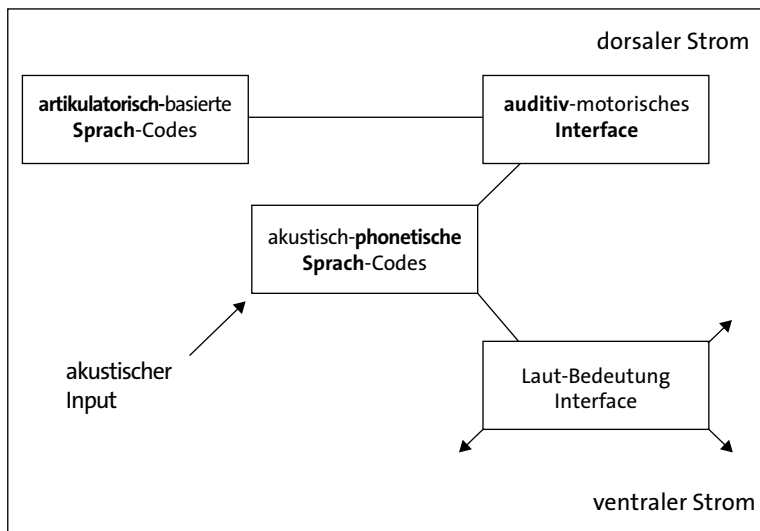 dorsaler Strom
artikulatorisch-basierte
Sprach-Codes
auditiv-motorisches
Interface
akustisch-phonetische
Sprach-Codes
akustischer
Input
Laut-Bedeutung
Interface
ventraler Strom